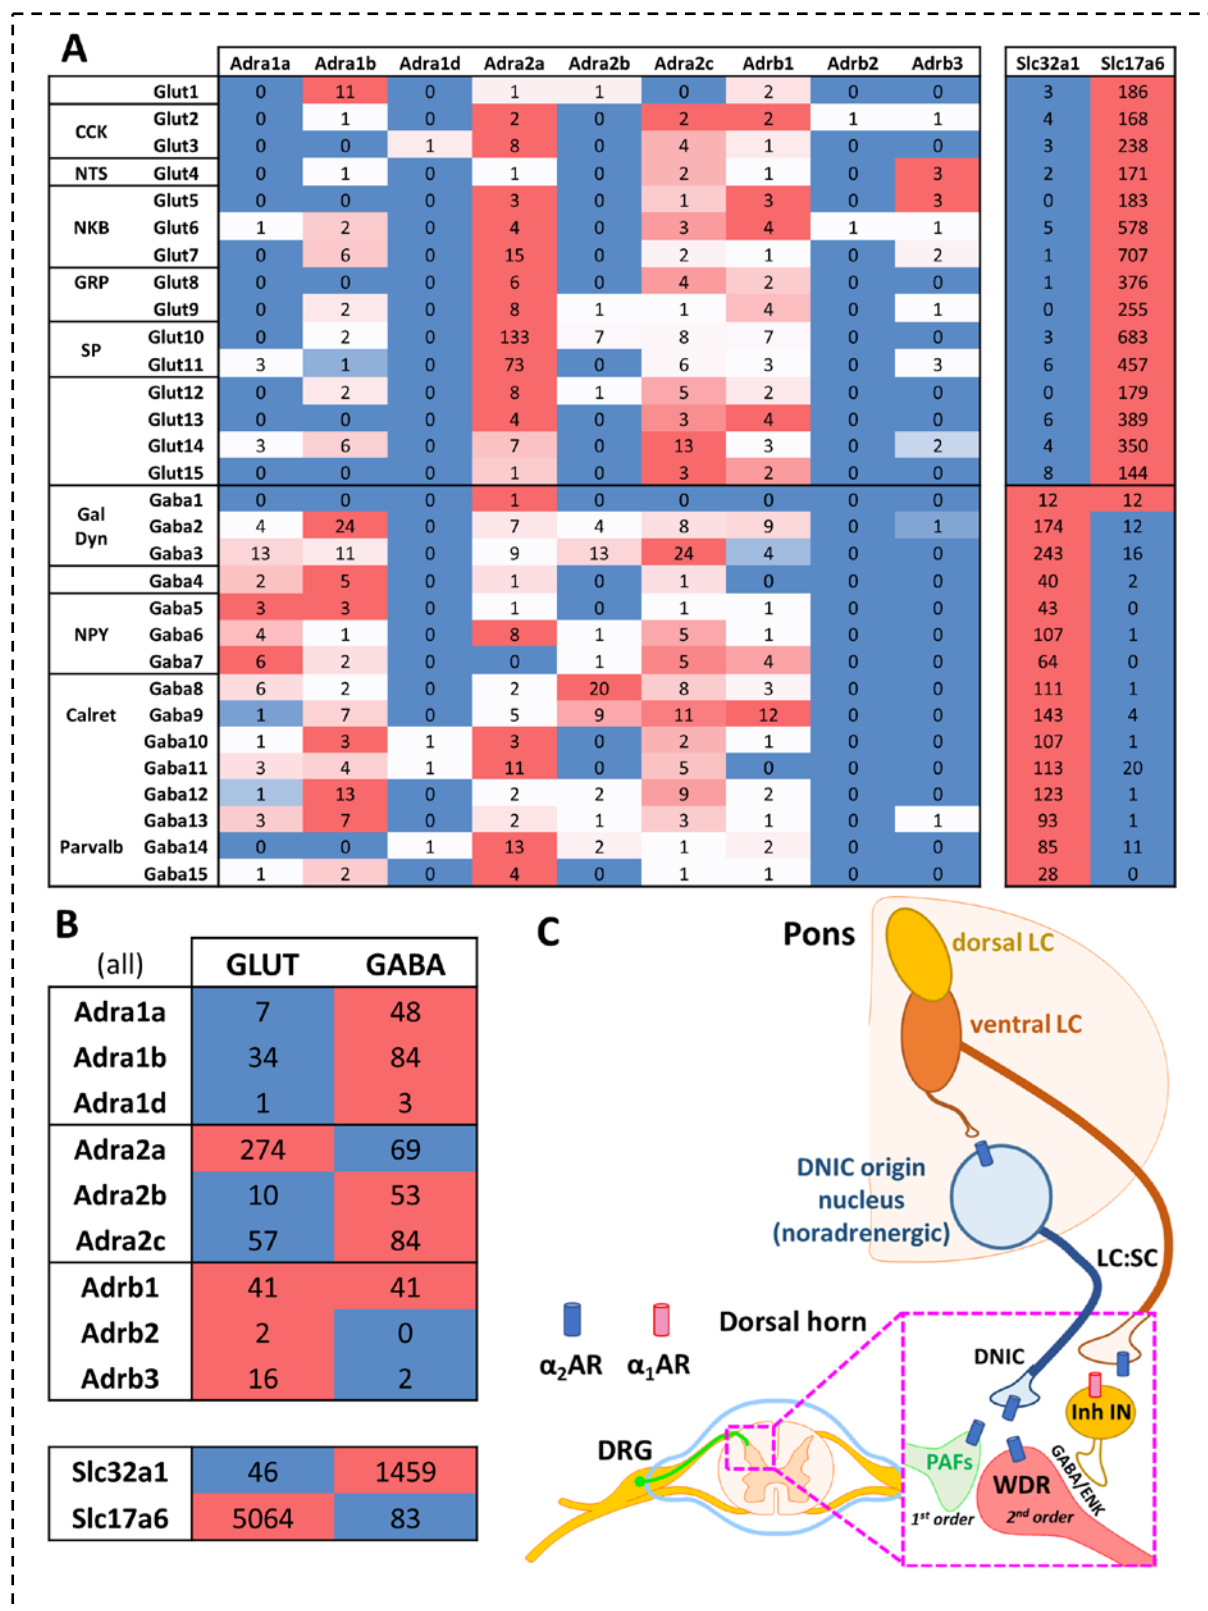 A
Adra1a Adra1b Adra1d Adra2a Adra2b Adra2c Adrb1 Adrb2 Adrb3 Slc32a1 Slc17a6
Glut1 0 11 0 1 1 0 2 0 0 3 186
CCK
Glut2 0 1 0 2 0 2 2 1 1 4 168
Glut3 0 0 1 8 0 4 1 0 0 3 238
NTS Glut4 0 1 0 1 0 2 1 0 3 2 171
Glut5 0 0 0 3 0 1 3 0 3 0 183
NKB Glut6 1 2 0 4 0 3 4 1 1 5 578
Glut7 0 6 0 15 0 2 1 0 2 1 707
GRP Glut8 0 0 0 6 0 4 2 0 0 1 376
Glut9 0 2 0 8 1 1 4 0 1 0 255
SP
Glut10 0 2 0 133 7 8 7 0 0 3 683
Glut11 3 1 0 73 0 6 3 0 3 6 457
Glut12 0 2 0 8 1 5 2 0 0 0 179
Glut13 0 0 0 4 0 3 4 0 0 6 389
Glut14 3 6 0 7 0 13 3 0 2 4 350
Glut15 0 0 0 1 0 3 2 0 0 8 144
Gal
Dyn
Gaba1 0 0 0 1 0 0 0 0 0 12 12
Gaba2 4 24 0 7 4 8 9 0 1 174 12
Gaba3 13 11 0 9 13 24 4 0 0 243 16
Gaba4 2 5 0 1 0 1 0 0 0 40 2
Gaba5 3 3 0 1 0 1 1 0 0 43 0
NPY Gaba6 4 1 0 8 1 5 1 0 0 107 1
Gaba7 6 2 0 0 1 5 4 0 0 64 0
Gaba8 6 2 0 2 20 8 3 0 0 111 1
Calret Gaba9 1 7 0 5 9 11 12 0 0 143 4
Gaba10 1 3 1 3 0 2 1 0 0 107 1
Gaba11 3 4 1 11 0 5 0 0 0 113 20
Gaba12 1 13 0 2 2 9 2 0 0 123 1
Gaba13 3 7 0 2 1 3 1 0 1 93 1
Parvalb Gaba14 0 0 1 13 2 1 2 0 0 85 11
Gaba15 1 2 0 4 0 1 1 0 0 28 0
B
(all) GLUT GABA
Adra1a 7 48
Adra1b 34 84
Adra1d 1 3
Adra2a 274 69
Adra2b 10 53
Adra2c 57 84
Adrb1 41 41
Adrb2 2 0
Adrb3 16 2
Slc32a1 46 1459
Slc17a6 5064 83
C
Pons
dorsal LC
ventral LC
DNIC origin
nucleus
(noradrenergic)
LC:SC
Dorsal horn
α₂AR α₁AR
DNIC
Inh IN
DRG
PAFs
1st order
WDR
2nd order
GABA/ENK